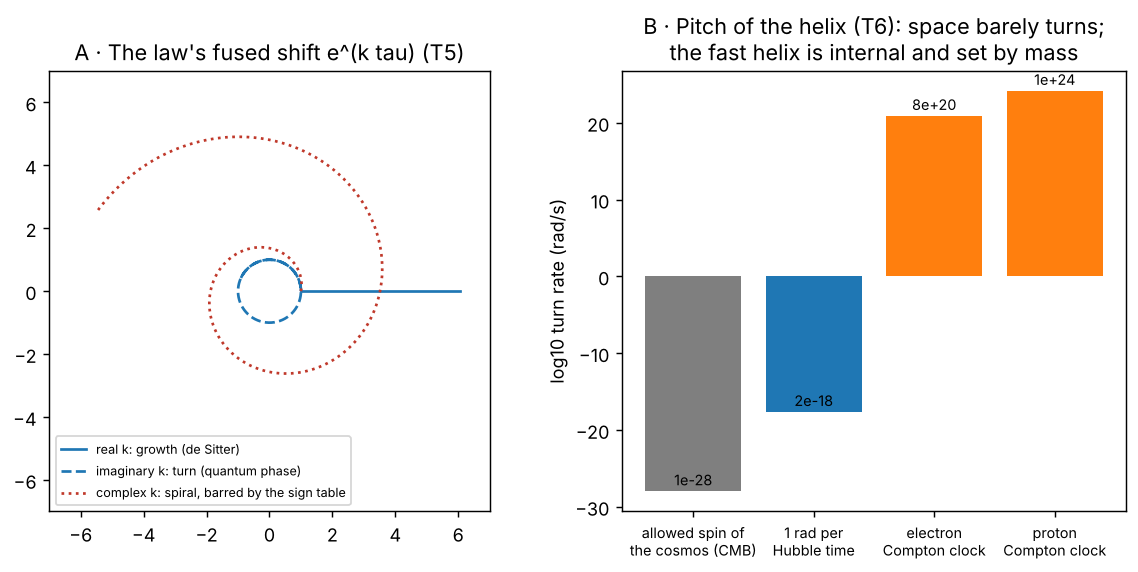 A · The law's fused shift e^(k tau) (T5)
6
4
2
0
−2
−4
−6
−6
−4
−2
0
2
4
6
real k: growth (de Sitter)
imaginary k: turn (quantum phase)
complex k: spiral, barred by the sign table
B · Pitch of the helix (T6): space barely turns;
the fast helix is internal and set by mass
log10 turn rate (rad/s)
20
10
0
−10
−20
−30
1e-28
2e-18
8e+20
1e+24
allowed spin of
the cosmos (CMB)
1 rad per
Hubble time
electron
Compton clock
proton
Compton clock